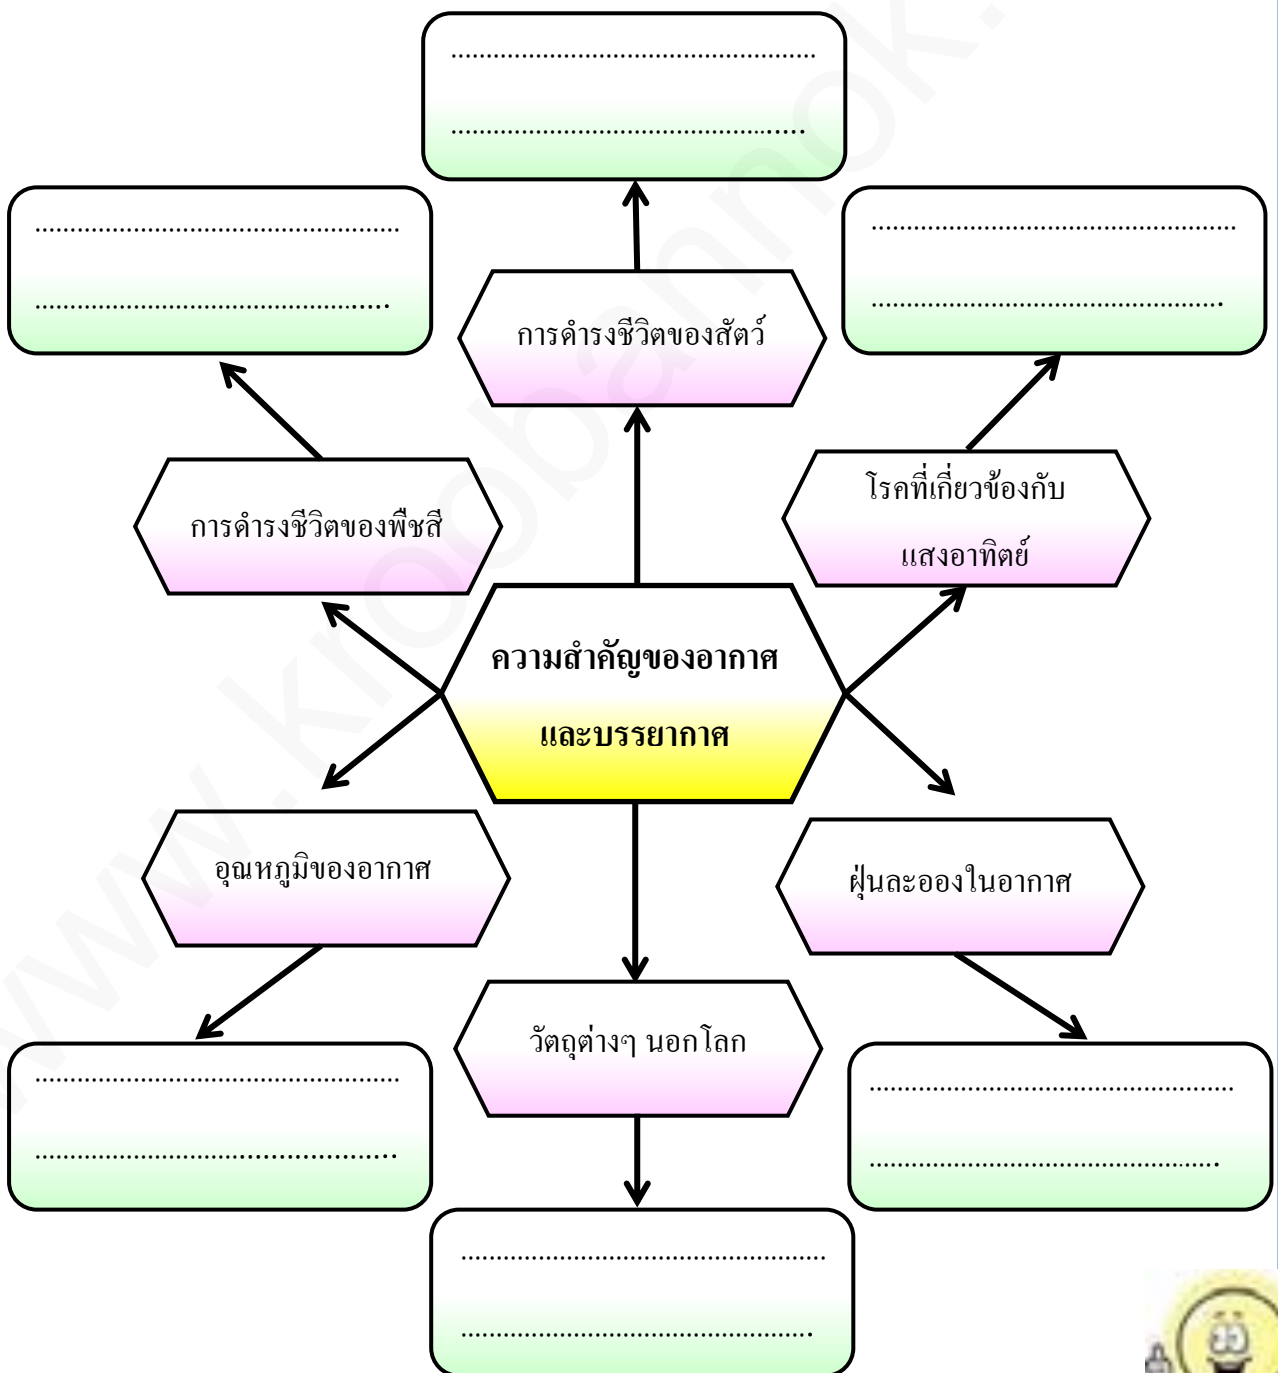 การดำรงชีวิตของสัตว์
โรคที่เกี่ยวข้องกับ
แสงอาทิตย์
การดำรงชีวิตของพืชสี
ความสำคัญของอากาศ
และบรรยากาศ
อุณหภูมิของอากาศ
ฝุ่นละอองในอากาศ
วัตถุต่างๆ นอกโลก
www.kroobannok.